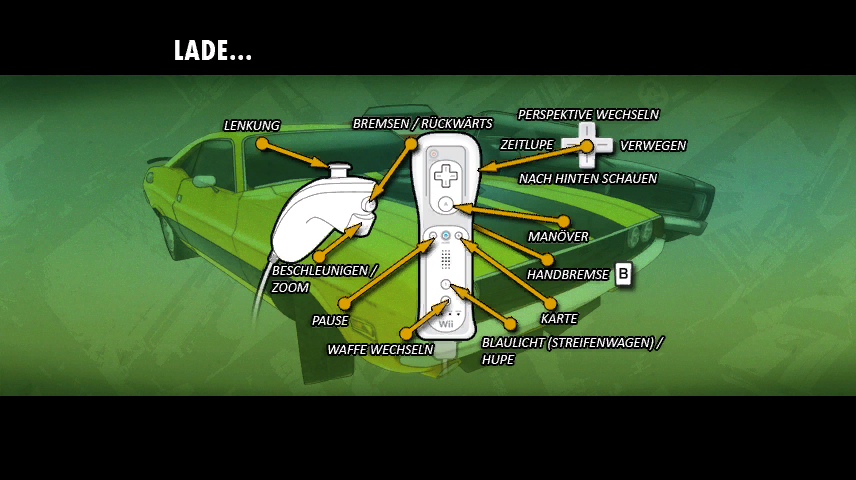 LADE...
PERSPEKTIVE WECHSELN
LENKUNG
BREMSEN / RÜCKWÄRTS
ZEITLUPE
VERWEGEN
NACH HINTEN SCHAUEN
MANÖVER
BESCHLEUNIGEN /
ZOOM
HANDBREMSE B
PAUSE
KARTE
Wii
WAFFE WECHSELN
BLAULICHT (STREIFENWAGEN) /
HUPE